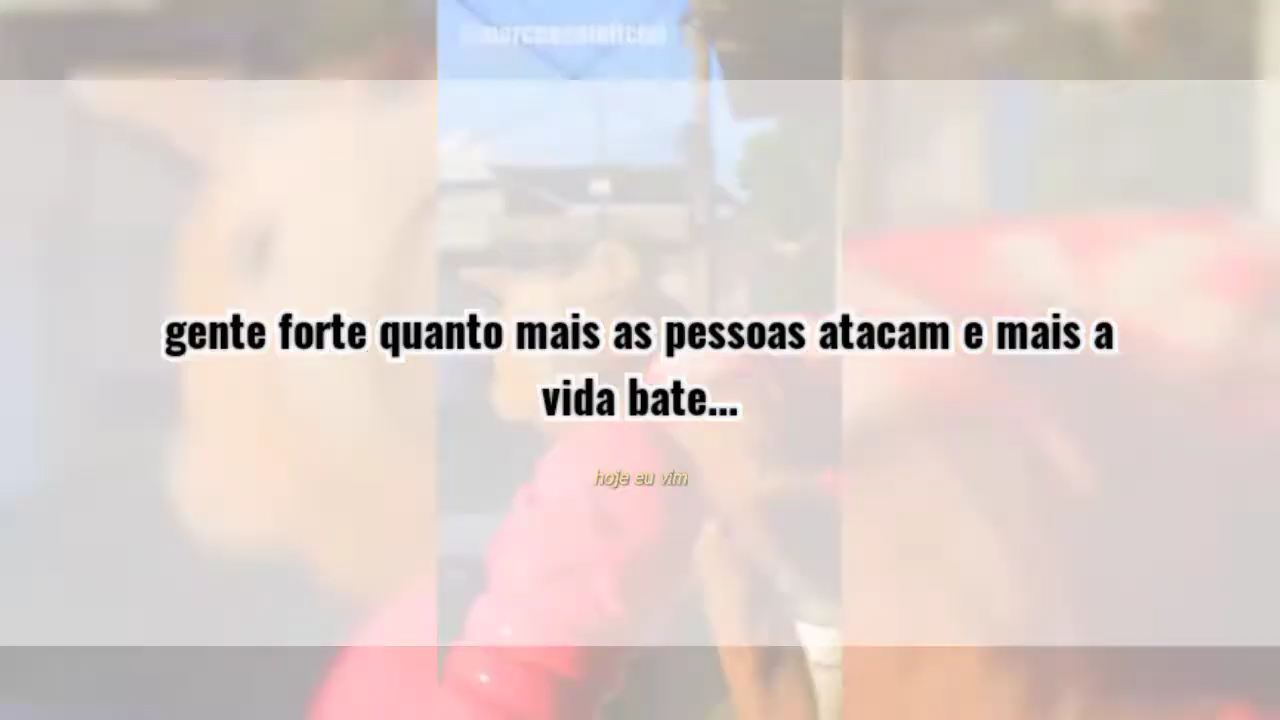 gente forte quanto mais as pessoas atacam e mais a
vida bate...
hoje eu vim